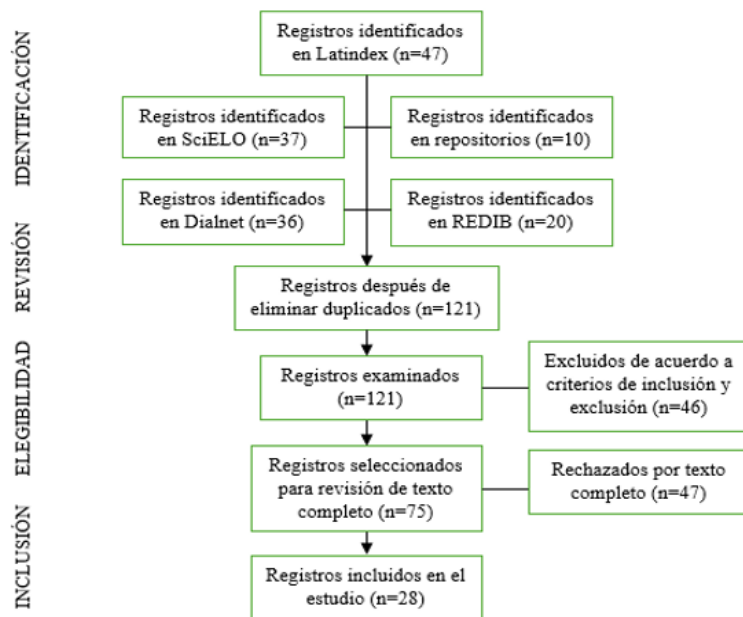 IDENTIFICACIÓN
Registros identificados
en Latindex (n=47)
Registros identificados
en SciELO (n=37)
Registros identificados
en repositorios (n=10)
Registros identificados
en Dialnet (n=36)
Registros identificados
en REDIB (n=20)
REVISIÓN
Registros después de
eliminar duplicados (n=121)
ELEGIBILIDAD
Registros examinados
(n=121)
Excluidos de acuerdo a
criterios de inclusión y
exclusión (n=46)
Registros seleccionados
para revisión de texto
completo (n=75)
Rechazados por texto
completo (n=47)
INCLUSIÓN
Registros incluidos en el
estudio (n=28)